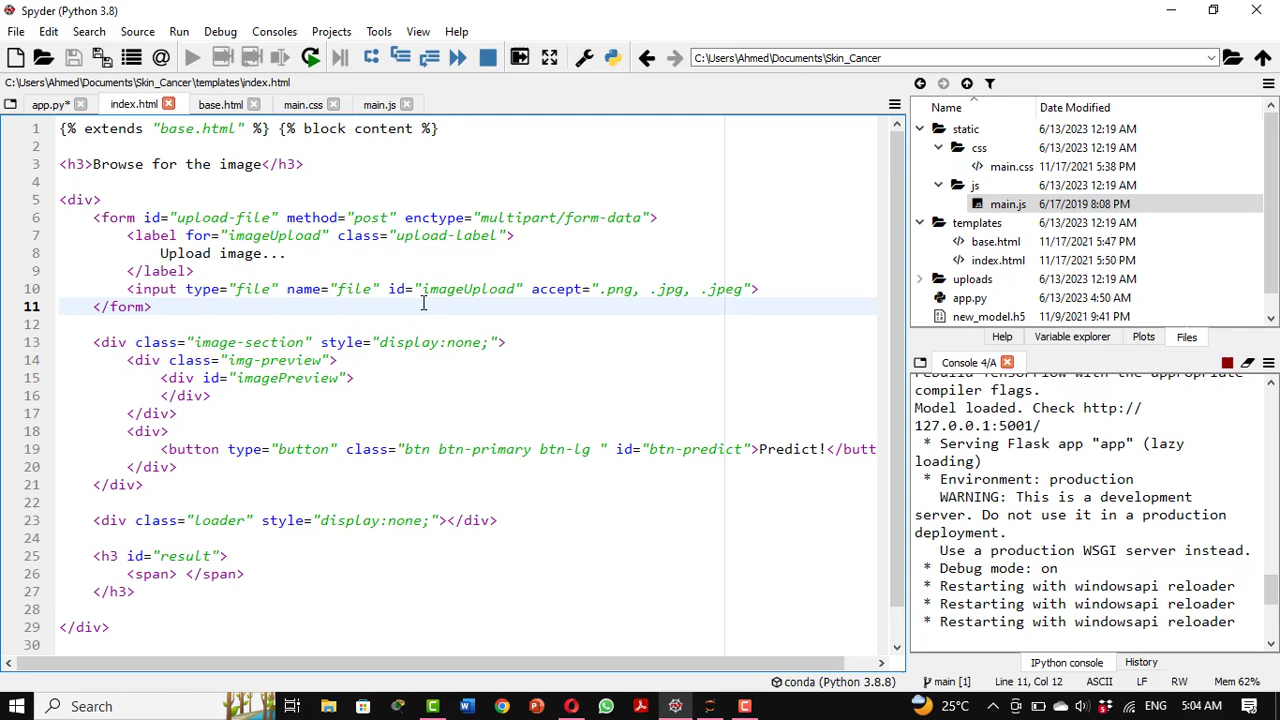 Spyder (Python 3.8)
File Edit Search Source Run Debug Consoles Projects Tools View Help
C:\Users\Ahmed\Documents\Skin_Cancer
C:\Users\Ahmed\Documents\Skin_Cancer\templates\index.html
app.py* index.html base.html main.css main.js
1 {% extends "base.html" %} {% block content %}
2
3 <h3>Browse for the image</h3>
4
5 <div>
6 <form id="upload-file" method="post" enctype="multipart/form-data">
7 <label for="imageUpload" class="upload-label">
8 Upload image...
9 </label>
10 <input type="file" name="file" id="imageUpload" accept=".png, .jpg, .jpeg">
11 </form>
12
13 <div class="image-section" style="display:none;">
14 <div class="img-preview">
15 <div id="imagePreview">
16 </div>
17 </div>
18 <div>
19 <button type="button" class="btn btn-primary btn-lg " id="btn-predict">Predict!</butt
20 </div>
21 </div>
22
23 <div class="loader" style="display:none;"></div>
24
25 <h3 id="result">
26 <span> </span>
27 </h3>
28
29 </div>
30
Name Date Modified
static 6/13/2023 12:19 AM
css 6/13/2023 12:19 AM
main.css 11/17/2021 5:38 PM
js 6/13/2023 12:19 AM
main.js 6/17/2019 8:08 PM
templates 6/13/2023 12:19 AM
base.html 11/17/2021 5:47 PM
index.html 11/17/2021 5:50 PM
uploads 6/13/2023 12:19 AM
app.py 6/13/2023 4:50 AM
new_model.h5 11/9/2021 9:41 PM
Help Variable explorer Plots Files
Console 4/A
rebuild TensorFlow with the appropriate
compiler flags.
Model loaded. Check http://
127.0.0.1:5001/
* Serving Flask app "app" (lazy
loading)
* Environment: production
WARNING: This is a development
server. Do not use it in a production
deployment.
Use a production WSGI server instead.
* Debug mode: on
* Restarting with windowsapi reloader
* Restarting with windowsapi reloader
* Restarting with windowsapi reloader
IPython console History
conda (Python 3.8.8) main [1] Line 11, Col 12 ASCII LF RW Mem 62%
Search 25°C ENG 5:04 AM